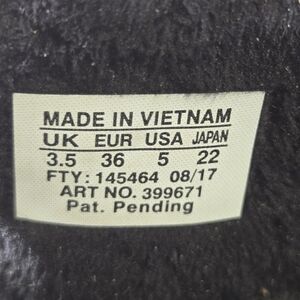 MADE IN VIETNAM
UK EUR USA JAPAN
3.5 36 5 22
FTY: 145464 08/17
ART NO. 399671
Pat. Pending